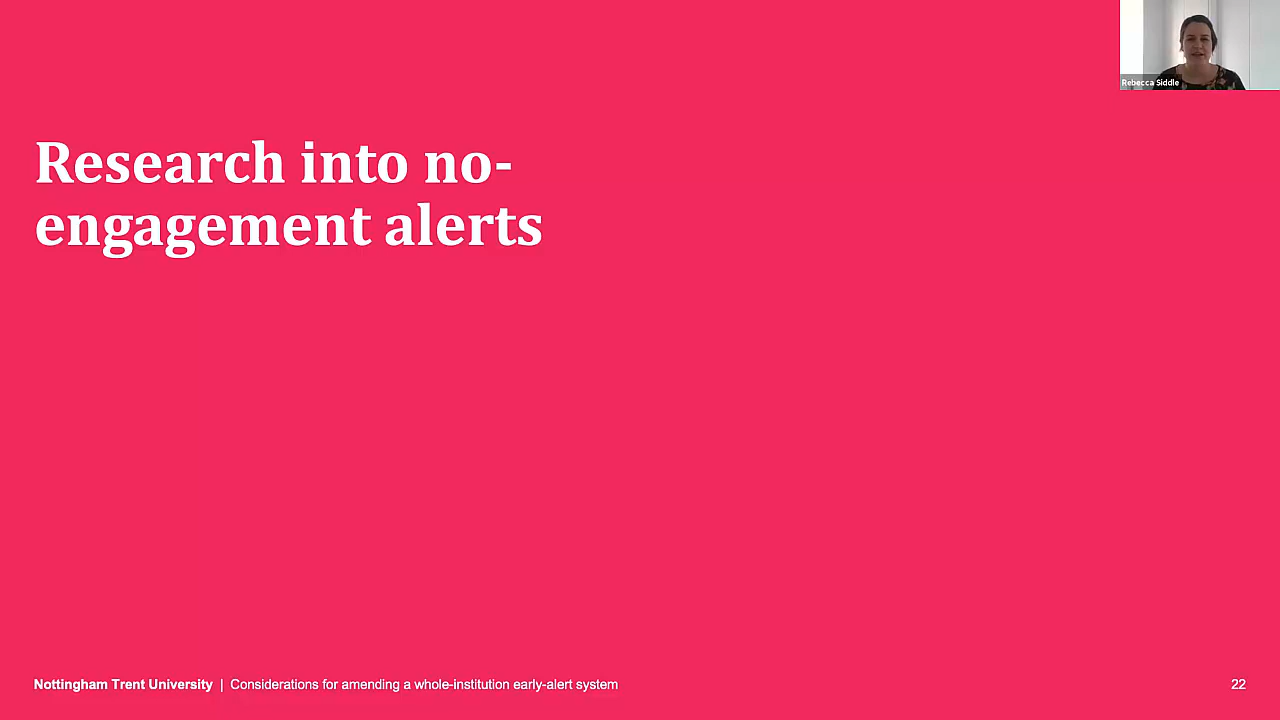 Rebecca Siddle
Research into no-
engagement alerts
Nottingham Trent University | Considerations for amending a whole-institution early-alert system
22